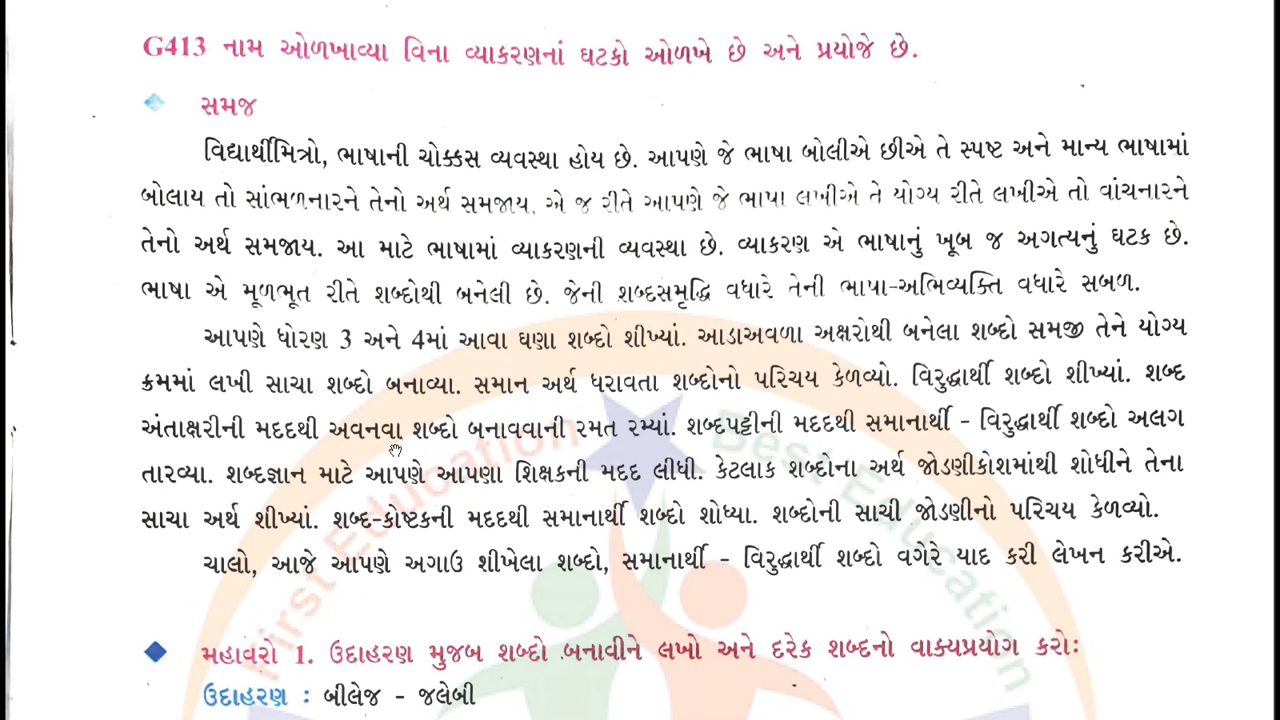 G413 નામ ઓળખાવ્યા વિના વ્યાકરણનાં ઘટકો ઓળખે છે અને પ્રયોજે છે.
સમજ
વિદ્યાર્થીમિત્રો, ભાષાની ચોક્કસ વ્યવસ્થા હોય છે. આપણે જે ભાષા બોલીએ છીએ તે સ્પષ્ટ અને માન્ય ભાષામાં
બોલાય તો સાંભળનારને તેનો અર્થ સમજાય. એ જ રીતે આપણે જે ભાષા લખીએ તે યોગ્ય રીતે લખીએ તો વાંચનારને
તેનો અર્થ સમજાય. આ માટે ભાષામાં વ્યાકરણની વ્યવસ્થા છે. વ્યાકરણ એ ભાષાનું ખૂબ જ અગત્યનું ઘટક છે.
ભાષા એ મૂળભૂત રીતે શબ્દોથી બનેલી છે. જેની શબ્દસમૃદ્ધિ વધારે તેની ભાષા-અભિવ્યક્તિ વધારે સબળ.
આપણે ધોરણ 3 અને 4માં આવા ઘણા શબ્દો શીખ્યાં. આડાઅવળા અક્ષરોથી બનેલા શબ્દો સમજી તેને યોગ્ય
ક્રમમાં લખી સાચા શબ્દો બનાવ્યા. સમાન અર્થ ધરાવતા શબ્દોનો પરિચય કેળવ્યો. વિરુદ્ધાર્થી શબ્દો શીખ્યાં. શબ્દ
અંતાક્ષરીની મદદથી અવનવા શબ્દો બનાવવાની રમત રમ્યાં. શબ્દપટ્ટીની મદદથી સમાનાર્થી - વિરુદ્ધાર્થી શબ્દો અલગ
તારવ્યા. શબ્દજ્ઞાન માટે આપણે આપણા શિક્ષકની મદદ લીધી. કેટલાક શબ્દોના અર્થ જોડણીકોશમાંથી શોધીને તેના
સાચા અર્થ શીખ્યાં. શબ્દ-કોષ્ટકની મદદથી સમાનાર્થી શબ્દો શોધ્યા. શબ્દોની સાચી જોડણીનો પરિચય કેળવ્યો.
ચાલો, આજે આપણે અગાઉ શીખેલા શબ્દો, સમાનાર્થી - વિરુદ્ધાર્થી શબ્દો વગેરે યાદ કરી લેખન કરીએ.
First Education Best Education
મહાવરો 1. ઉદાહરણ મુજબ શબ્દો બનાવીને લખો અને દરેક શબ્દનો વાક્યપ્રયોગ કરો:
ઉદાહરણ : બીલેજ - જલેબી